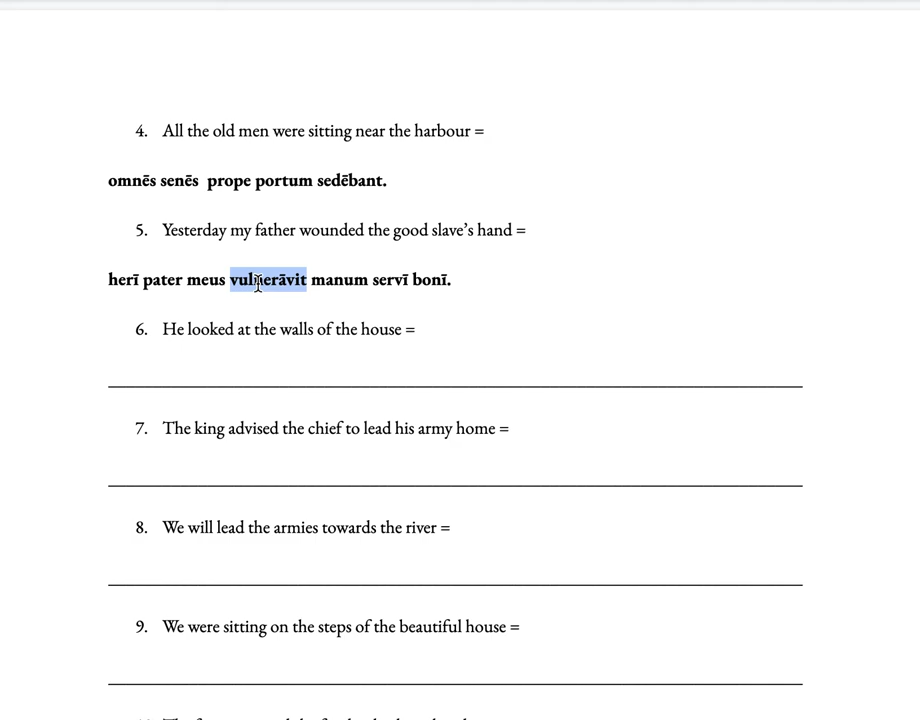 4. All the old men were sitting near the harbour =
omnēs senēs prope portum sedēbant.
5. Yesterday my father wounded the good slave’s hand =
herī pater meus vulnerāvit manum servī bonī.
6. He looked at the walls of the house =
7. The king advised the chief to lead his army home =
8. We will lead the armies towards the river =
9. We were sitting on the steps of the beautiful house =